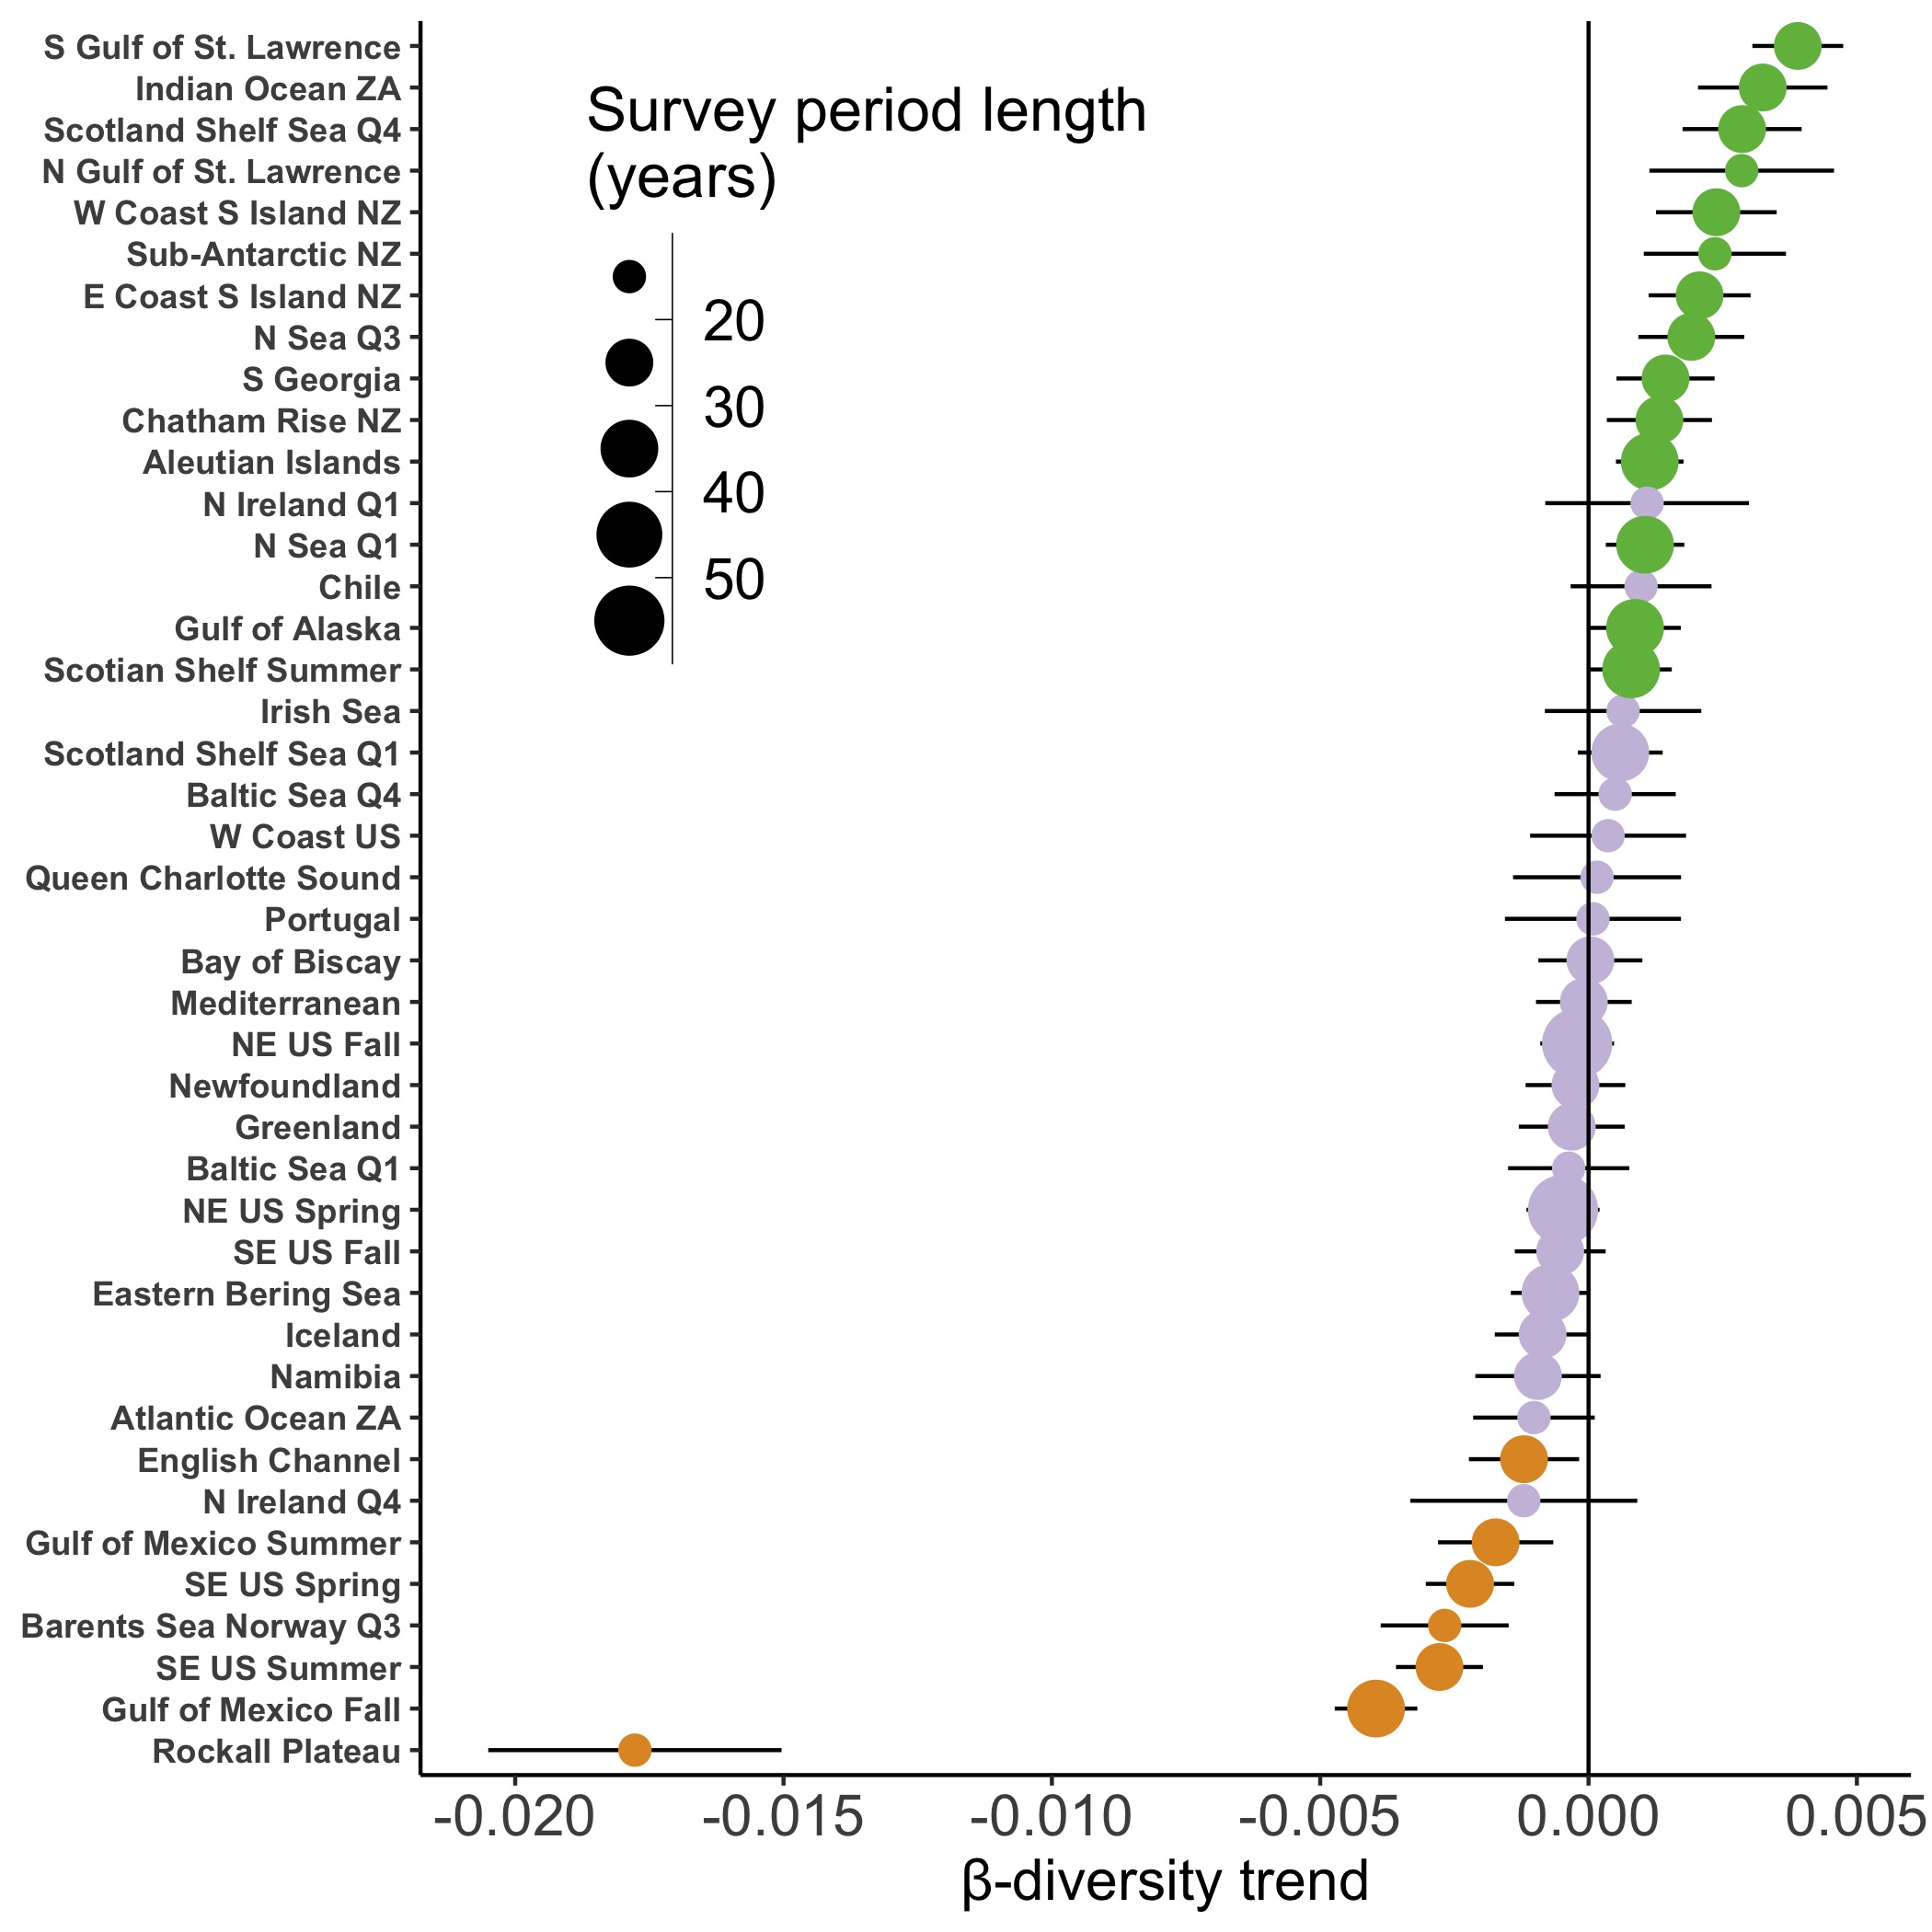 S Gulf of St. Lawrence
Indian Ocean ZA
Scotland Shelf Sea Q4
N Gulf of St. Lawrence
W Coast S Island NZ
Sub-Antarctic NZ
E Coast S Island NZ
N Sea Q3
S Georgia
Chatham Rise NZ
Aleutian Islands
N Ireland Q1
N Sea Q1
Chile
Gulf of Alaska
Scotian Shelf Summer
Irish Sea
Scotland Shelf Sea Q1
Baltic Sea Q4
W Coast US
Queen Charlotte Sound
Portugal
Bay of Biscay
Mediterranean
NE US Fall
Newfoundland
Greenland
Baltic Sea Q1
NE US Spring
SE US Fall
Eastern Bering Sea
Iceland
Namibia
Atlantic Ocean ZA
English Channel
N Ireland Q4
Gulf of Mexico Summer
SE US Spring
Barents Sea Norway Q3
SE US Summer
Gulf of Mexico Fall
Rockall Plateau
Survey period length
(years)
20
30
40
50
-0.020 -0.015 -0.010 -0.005 0.000 0.005
β-diversity trend